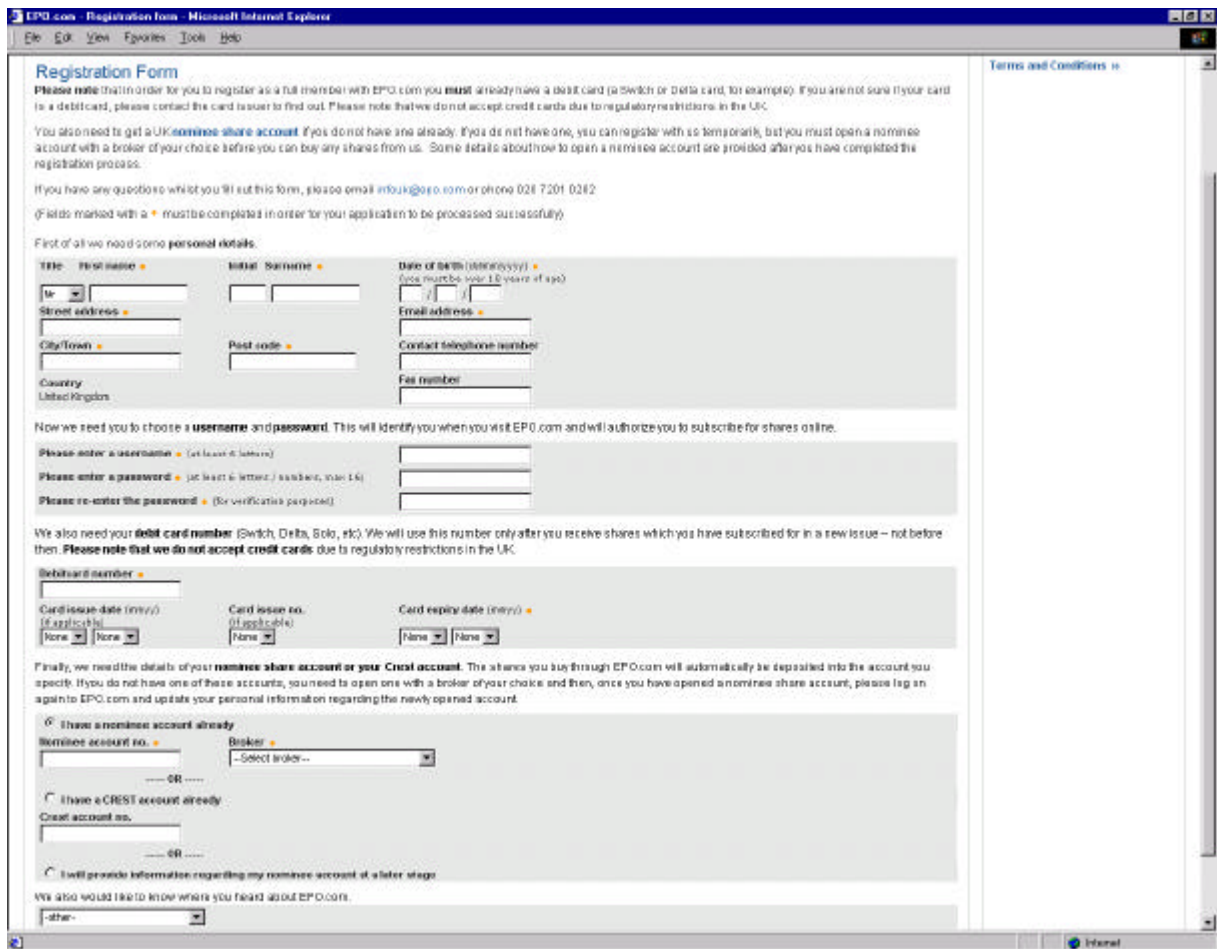 EPO.com - Registration form - Microsoft Internet Explorer
File Edit View Favorites Tools Help
Registration Form
Terms and Conditions »
Please note that in order for you to register as a full member with EPO.com you must already have a debit card (a Switch or Delta card, for example). If you are not sure if your card
is a debit card, please contact the card issuer to find out. Please note that we do not accept credit cards due to regulatory restrictions in the UK.
You also need to get a UK nominee share account if you do not have one already. If you do not have one, you can register with us temporarily, but you must open a nominee
account with a broker of your choice before you can buy any shares from us. Some details about how to open a nominee account are provided after you have completed the
registration process.
If you have any questions whilst you fill out this form, please email infouk@epo.com or phone 020 7201 0202
(Fields marked with a * must be completed in order for your application to be processed successfully)
First of all we need some personal details.
Title First name * Initial Surname * Date of birth (ddmmyyyy) *
(you must be over 18 years of age)
Mr / /
Street address * Email address *
City/Town * Post code * Contact telephone number
Country Fax number
United Kingdom
Now we need you to choose a username and password. This will identify you when you visit EPO.com and will authorize you to subscribe for shares online.
Please enter a username * (at least 6 letters)
Please enter a password * (at least 6 letters / numbers, max 16)
Please re-enter the password * (for verification purposes)
We also need your debit card number (Switch, Delta, Solo, etc). We will use this number only after you receive shares which you have subscribed for in a new issue – not before
then. Please note that we do not accept credit cards due to regulatory restrictions in the UK.
Debit card number *
Card issue date (mmyy) Card issue no. Card expiry date (mmyy) *
(if applicable) (if applicable)
None None None None None
Finally, we need the details of your nominee share account or your Crest account. The shares you buy through EPO.com will automatically be deposited into the account you
specify. If you do not have one of these accounts, you need to open one with a broker of your choice and then, once you have opened a nominee share account, please log on
again to EPO.com and update your personal information regarding the newly opened account.
I have a nominee account already
Nominee account no. * Broker *
--Select broker--
----- OR -----
I have a CREST account already
Crest account no.
----- OR -----
I will provide information regarding my nominee account at a later stage
We also would like to know where you heard about EPO.com.
-other-
Internet